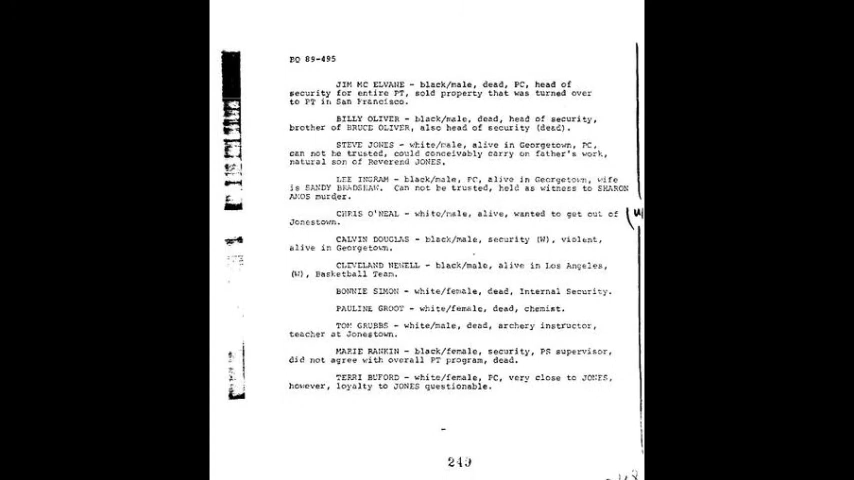 BQ 89-495
JIM MC ELVANE - black/male, dead, PC, head of
security for entire PT, sold property that was turned over
to PT in San Francisco.
BILLY OLIVER - black/male, dead, head of security,
brother of BRUCE OLIVER, also head of security (dead).
STEVE JONES - white/male, alive in Georgetown, PC,
can not be trusted, could conceivably carry on father's work,
natural son of Reverend JONES.
LEE INGRAM - black/male, PC, alive in Georgetown, wife
is SANDY BRADSHAW. Can not be trusted, held as witness to SHARON
AMOS murder.
CHRIS O'NEAL - white/male, alive, wanted to get out of
Jonestown.
CALVIN DOUGLAS - black/male, security (W), violent,
alive in Georgetown.
CLEVELAND NEWELL - black/male, alive in Los Angeles,
(W), Basketball Team.
BONNIE SIMON - white/female, dead, Internal Security.
PAULINE GROOT - white/female, dead, chemist.
TOM GRUBBS - white/male, dead, archery instructor,
teacher at Jonestown.
MARIE RANKIN - black/female, security, PS supervisor,
did not agree with overall PT program, dead.
TERRI BUFORD - white/female, PC, very close to JONES,
however, loyalty to JONES questionable.
249